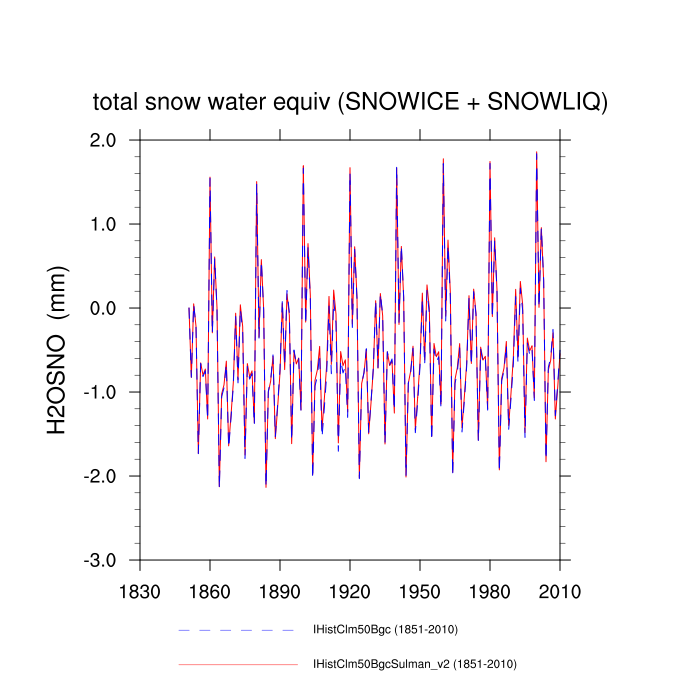 total snow water equiv (SNOWICE + SNOWLIQ)
H2OSNO (mm)
2.0
1.0
0.0
-1.0
-2.0
-3.0
1830 1860 1890 1920 1950 1980 2010
IHistClm50Bgc (1851-2010)
IHistClm50BgcSulman_v2 (1851-2010)